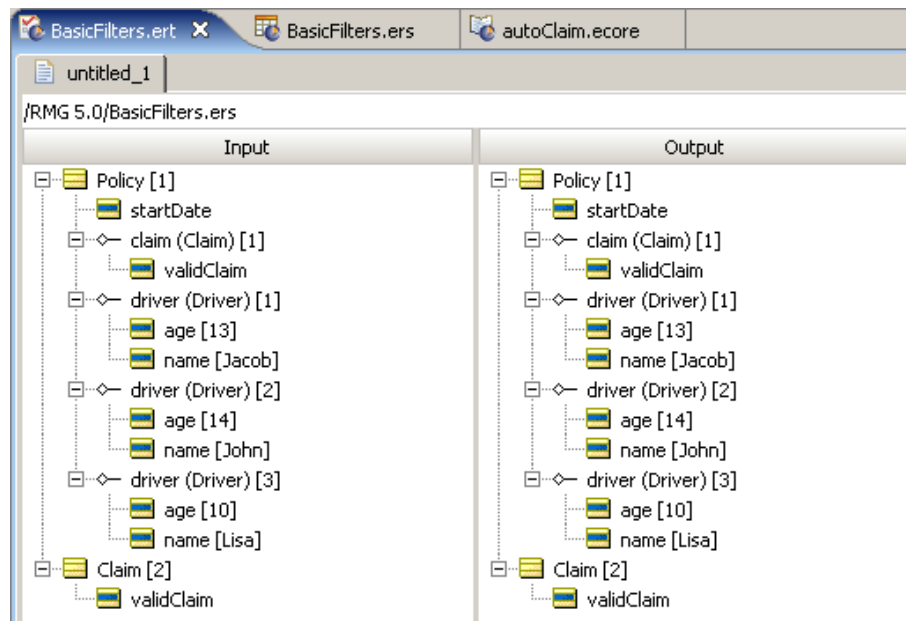 BasicFilters.ert BasicFilters.ers autoClaim.ecore
untitled_1
/RMG 5.0/BasicFilters.ers
Input Output
Policy [1] Policy [1]
startDate startDate
claim (Claim) [1] claim (Claim) [1]
validClaim validClaim
driver (Driver) [1] driver (Driver) [1]
age [13] age [13]
name [Jacob] name [Jacob]
driver (Driver) [2] driver (Driver) [2]
age [14] age [14]
name [John] name [John]
driver (Driver) [3] driver (Driver) [3]
age [10] age [10]
name [Lisa] name [Lisa]
Claim [2] Claim [2]
validClaim validClaim